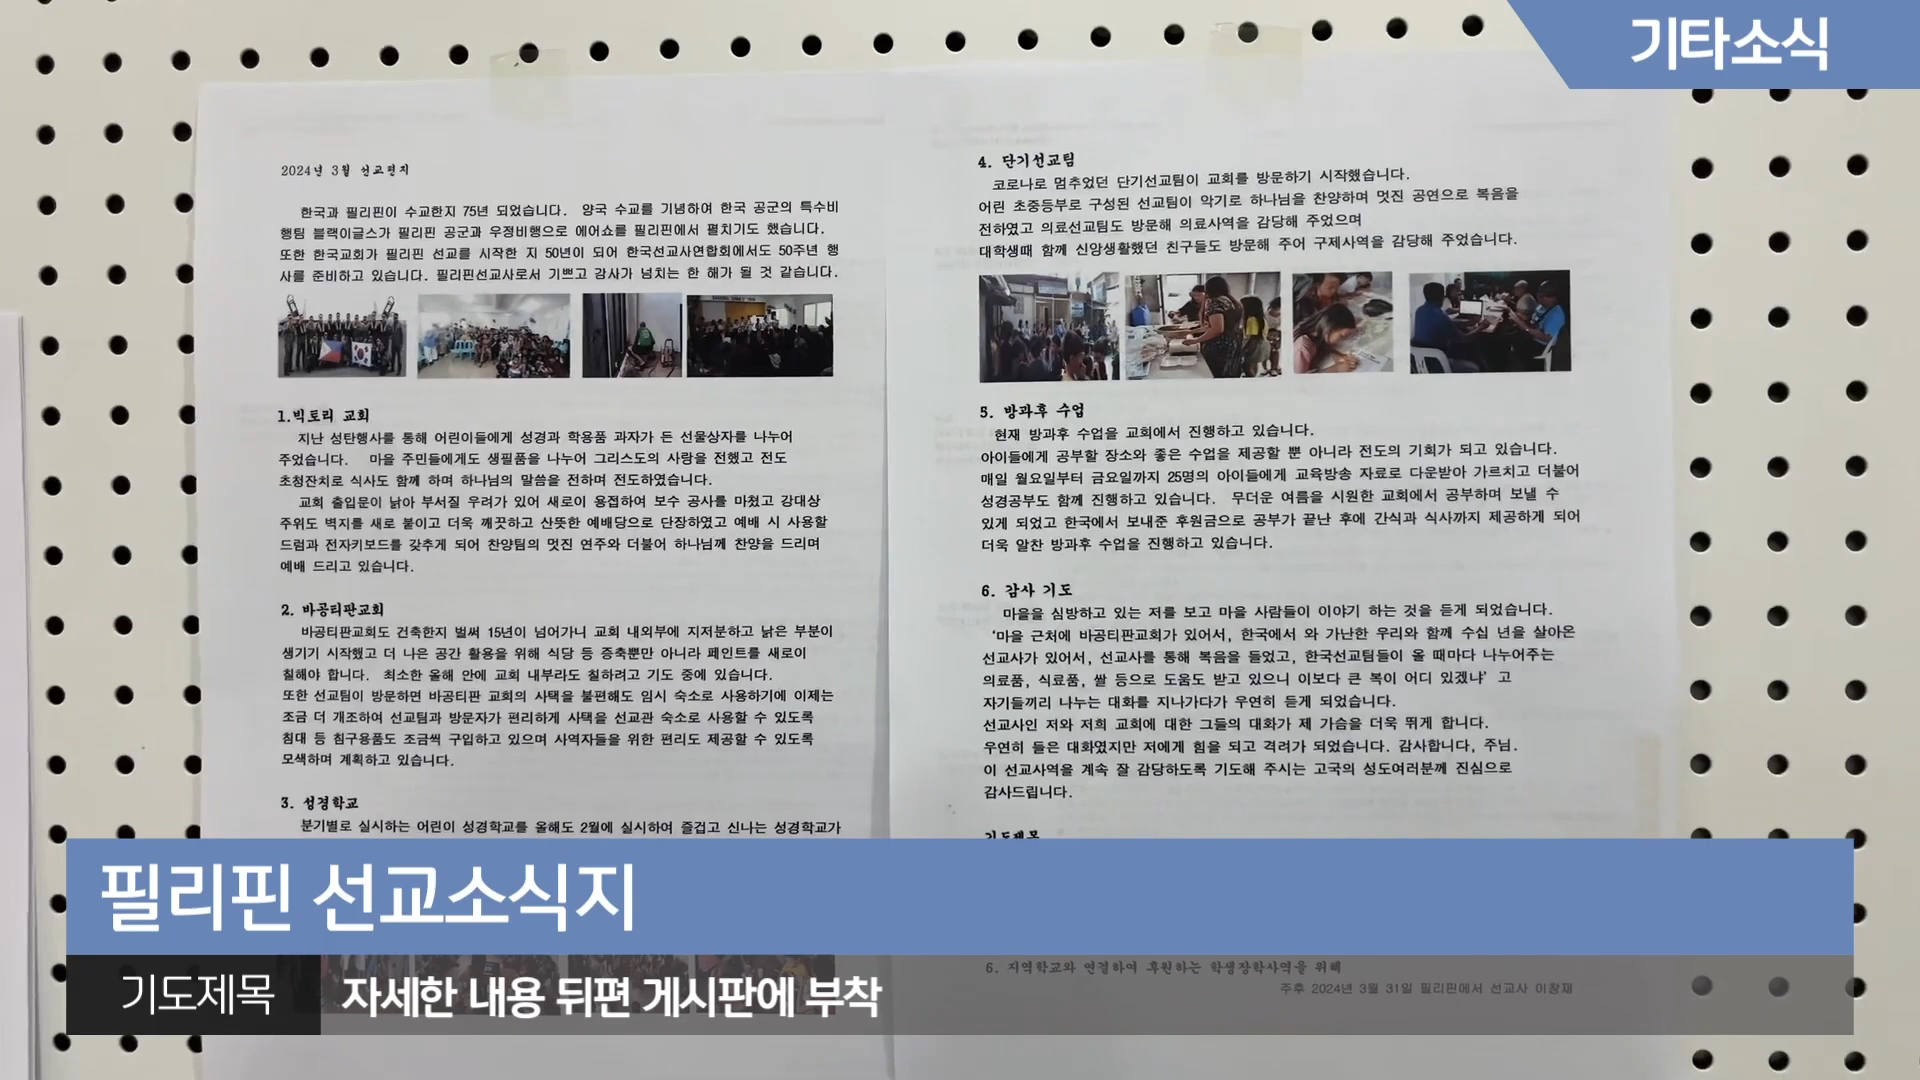 기타소식
2024년 3월 선교편지
한국과 필리핀이 수교한지 75년 되었습니다. 양국 수교를 기념하여 한국 공군의 특수비
행팀 블랙이글스가 필리핀 공군과 우정비행으로 에어쇼를 필리핀에서 펼치기도 했습니다.
또한 한국교회가 필리핀 선교를 시작한 지 50년이 되어 한국선교사연합회에서도 50주년 행
사를 준비하고 있습니다. 필리핀선교사로서 기쁘고 감사가 넘치는 한 해가 될 것 같습니다.
1.빅토리 교회
지난 성탄행사를 통해 어린이들에게 성경과 학용품 과자가 든 선물상자를 나누어
주었습니다. 마을 주민들에게도 생필품을 나누어 그리스도의 사랑을 전했고 전도
초청잔치로 식사도 함께 하며 하나님의 말씀을 전하며 전도하였습니다.
교회 출입문이 낡아 부서질 우려가 있어 새로이 용접하여 보수 공사를 마쳤고 강대상
주위도 벽지를 새로 붙이고 더욱 깨끗하고 산뜻한 예배당으로 단장하였고 예배 시 사용할
드럼과 전자키보드를 갖추게 되어 찬양팀의 멋진 연주와 더불어 하나님께 찬양을 드리며
예배 드리고 있습니다.
2. 바공티판교회
바공티판교회도 건축한지 벌써 15년이 넘어가니 교회 내외부에 지저분하고 낡은 부분이
생기기 시작했고 더 나은 공간 활용을 위해 식당 등 증축뿐만 아니라 페인트를 새로이
칠해야 합니다. 최소한 올해 안에 교회 내부라도 칠하려고 기도 중에 있습니다.
또한 선교팀이 방문하면 바공티판 교회의 사택을 불편해도 임시 숙소로 사용하기에 이제는
조금 더 개조하여 선교팀과 방문자가 편리하게 사택을 선교관 숙소로 사용할 수 있도록
침대 등 침구용품도 조금씩 구입하고 있으며 사역자들을 위한 편리도 제공할 수 있도록
모색하며 계획하고 있습니다.
3. 성경학교
분기별로 실시하는 어린이 성경학교를 올해도 2월에 실시하여 즐겁고 신나는 성경학교가
4. 단기선교팀
코로나로 멈추었던 단기선교팀이 교회를 방문하기 시작했습니다.
어린 초중등부로 구성된 선교팀이 악기로 하나님을 찬양하며 멋진 공연으로 복음을
전하였고 의료선교팀도 방문해 의료사역을 감당해 주었으며
대학생때 함께 신앙생활했던 친구들도 방문해 주어 구제사역을 감당해 주었습니다.
5. 방과후 수업
현재 방과후 수업을 교회에서 진행하고 있습니다.
아이들에게 공부할 장소와 좋은 수업을 제공할 뿐 아니라 전도의 기회가 되고 있습니다.
매일 월요일부터 금요일까지 25명의 아이들에게 교육방송 자료로 다운받아 가르치고 더불어
성경공부도 함께 진행하고 있습니다. 무더운 여름을 시원한 교회에서 공부하며 보낼 수
있게 되었고 한국에서 보내준 후원금으로 공부가 끝난 후에 간식과 식사까지 제공하게 되어
더욱 알찬 방과후 수업을 진행하고 있습니다.
6. 감사 기도
마을을 심방하고 있는 저를 보고 마을 사람들이 이야기 하는 것을 듣게 되었습니다.
'마을 근처에 바공티판교회가 있어서, 한국에서 와 가난한 우리와 함께 수십 년을 살아온
선교사가 있어서, 선교사를 통해 복음을 들었고, 한국선교팀들이 올 때마다 나누어주는
의료품, 식료품, 쌀 등으로 도움도 받고 있으니 이보다 큰 복이 어디 있겠냐' 고
자기들끼리 나누는 대화를 지나가다가 우연히 듣게 되었습니다.
선교사인 저와 저희 교회에 대한 그들의 대화가 제 가슴을 더욱 뛰게 합니다.
우연히 들은 대화였지만 저에게 힘을 되고 격려가 되었습니다. 감사합니다, 주님.
이 선교사역을 계속 잘 감당하도록 기도해 주시는 고국의 성도여러분께 진심으로
감사드립니다.
기도제목
6. 지역학교와 연결하여 후원하는 학생장학사역을 위해
주후 2024년 3월 31일 필리핀에서 선교사 이창재
필리핀 선교소식지
기도제목 자세한 내용 뒤편 게시판에 부착